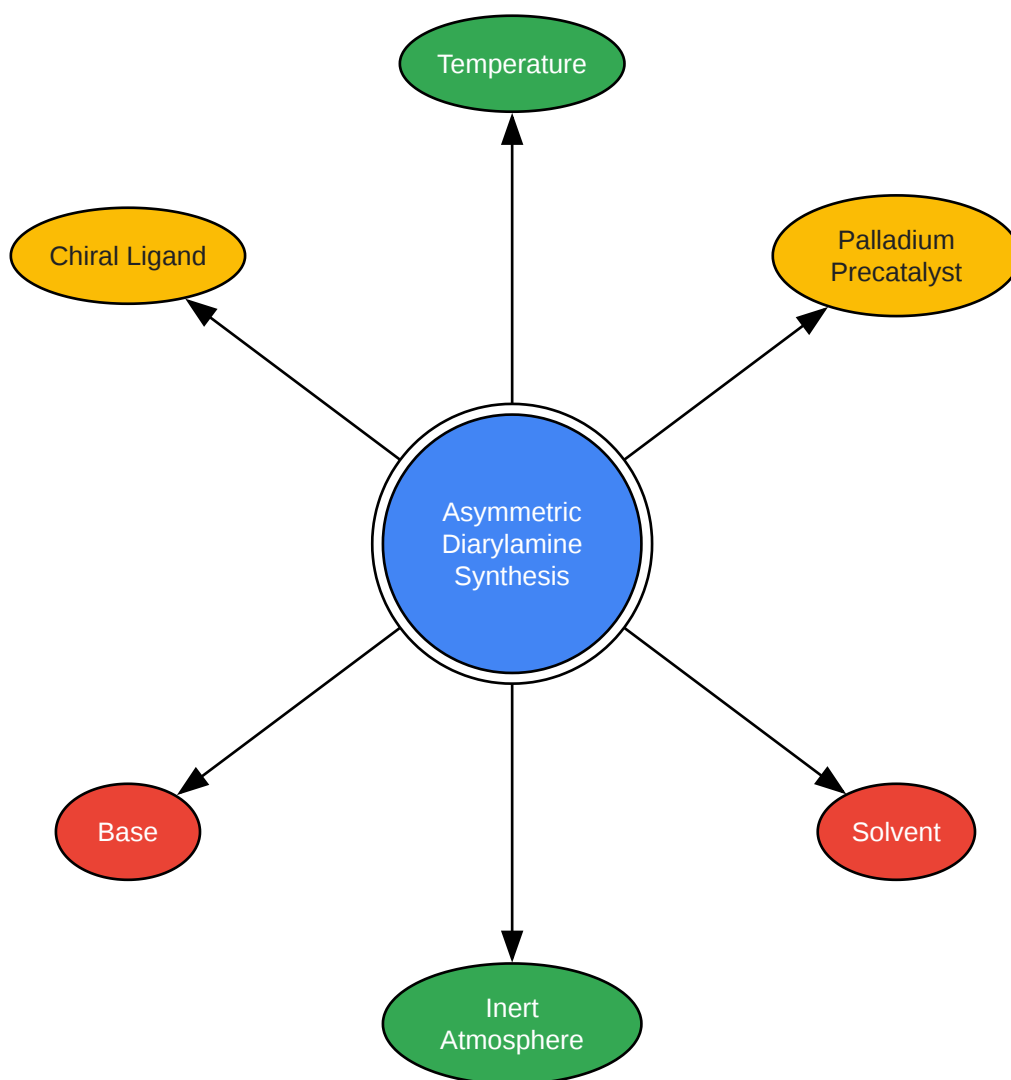 Temperature
Chiral Ligand
Palladium
Precatalyst
Asymmetric
Diarylamine
Synthesis
Base
Solvent
Inert
Atmosphere